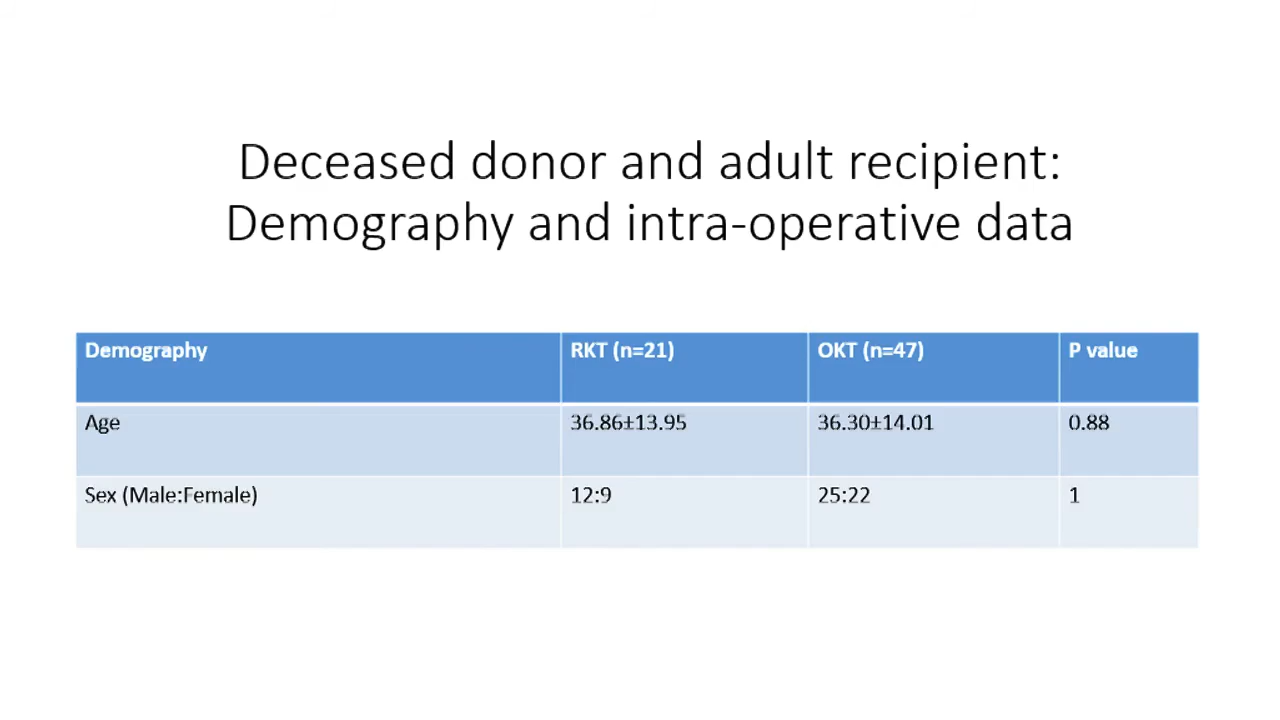 Deceased donor and adult recipient:
Demography and intra-operative data
Demography RKT (n=21) OKT (n=47) P value
Age 36.86±13.95 36.30±14.01 0.88
Sex (Male:Female) 12:9 25:22 1